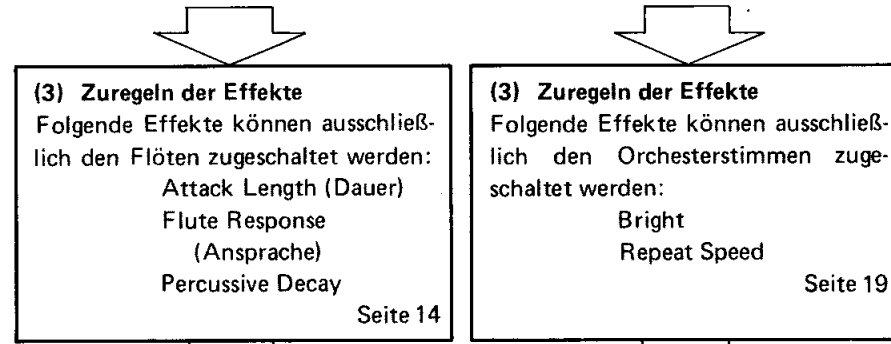 (3) Zuregeln der Effekte
Folgende Effekte können ausschließ-
lich den Flöten zugeschaltet werden:
Attack Length (Dauer)
Flute Response
(Ansprache)
Percussive Decay
Seite 14
(3) Zuregeln der Effekte
Folgende Effekte können ausschließ-
lich den Orchesterstimmen zuge-
schaltet werden:
Bright
Repeat Speed
Seite 19